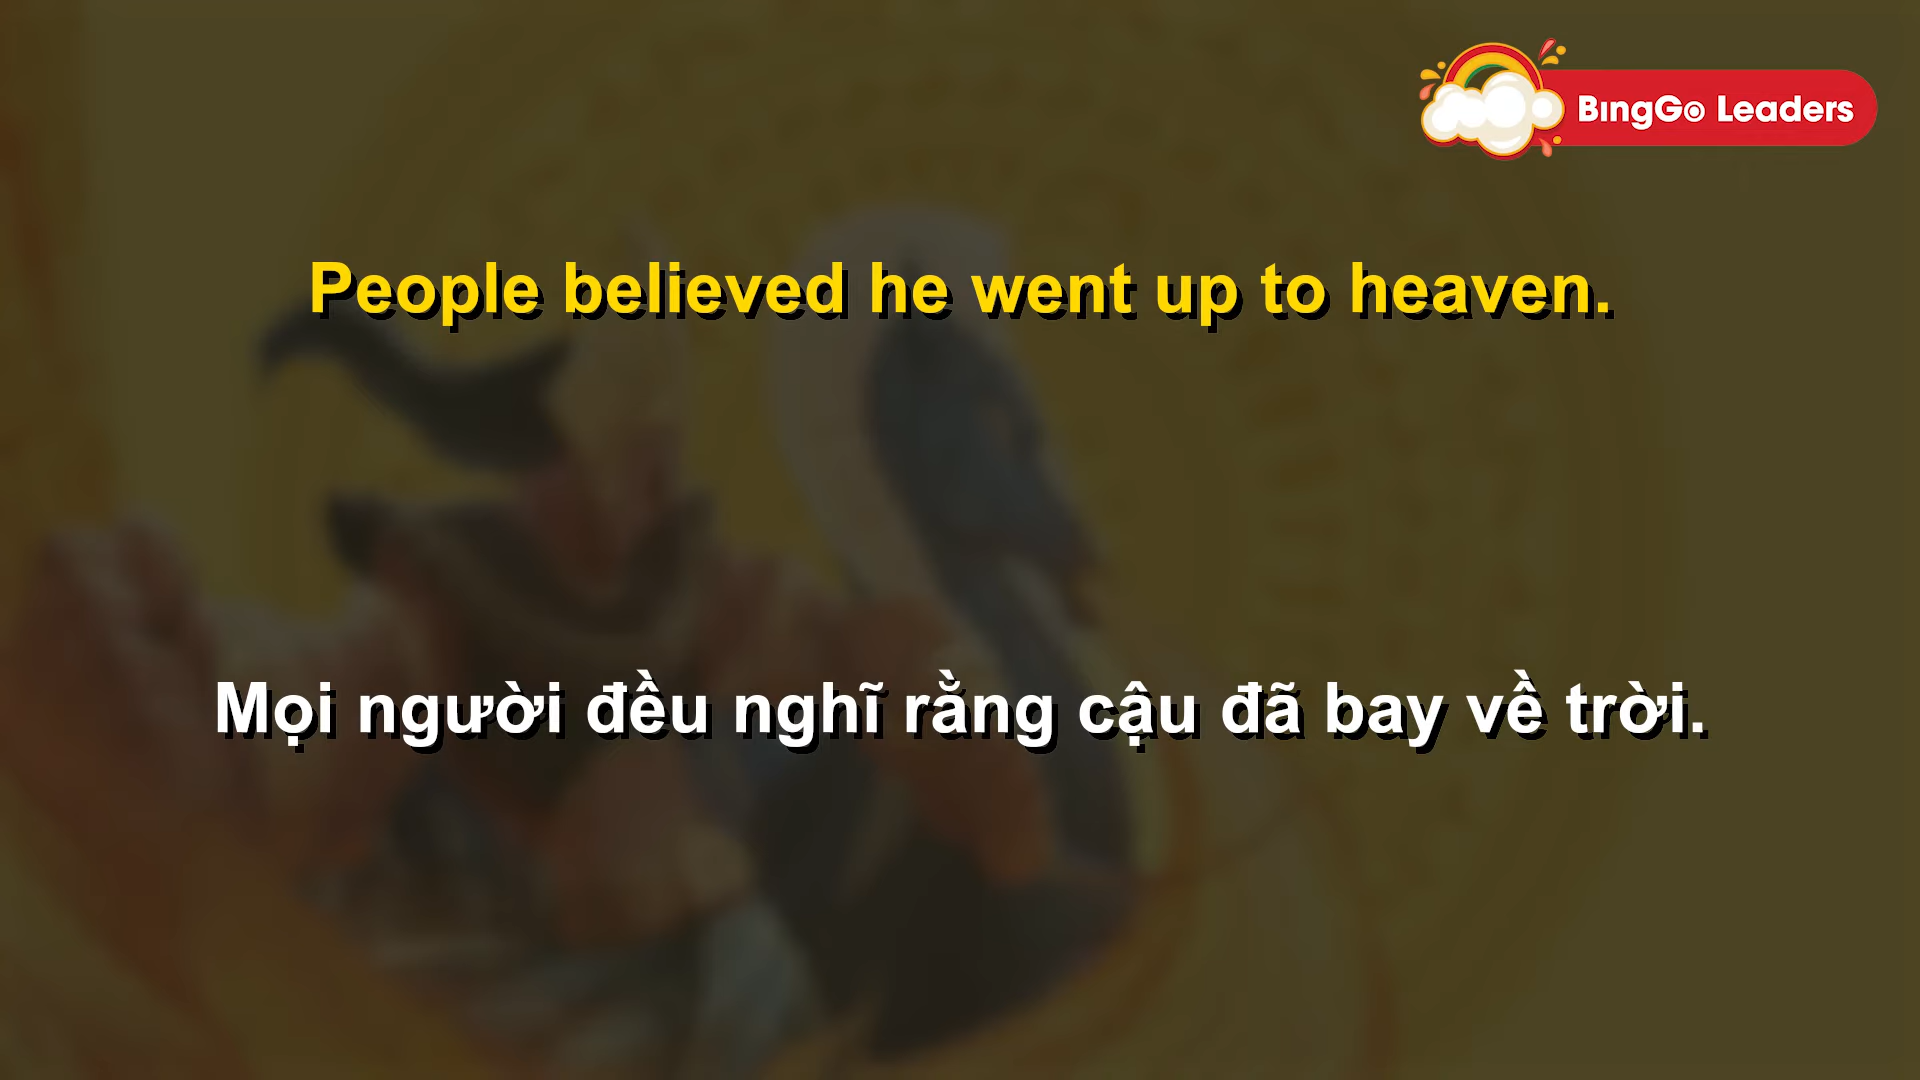 BingGo Leaders
People believed he went up to heaven.
Mọi người đều nghĩ rằng cậu đã bay về trời.